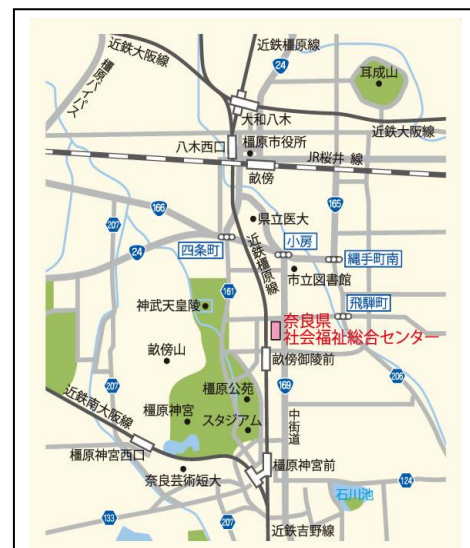 近鉄橿原線
近鉄大阪線
24
橿原バイパス
耳成山
大和八木
近鉄大阪線
橿原市役所
八木西口
JR桜井線
畝傍
207
166
県立医大
165
24
四条町
近鉄橿原線
小房
縄手町南
市立図書館
161
飛騨町
神武天皇陵
奈良県
社会福祉総合センター
畝傍山
畝傍御陵前
207
橿原公苑
169
206
近鉄南大阪線
橿原神宮
スタジアム
中街道
橿原神宮西口
橿原神宮前
奈良芸術短大
124
石川池
133
207
近鉄吉野線